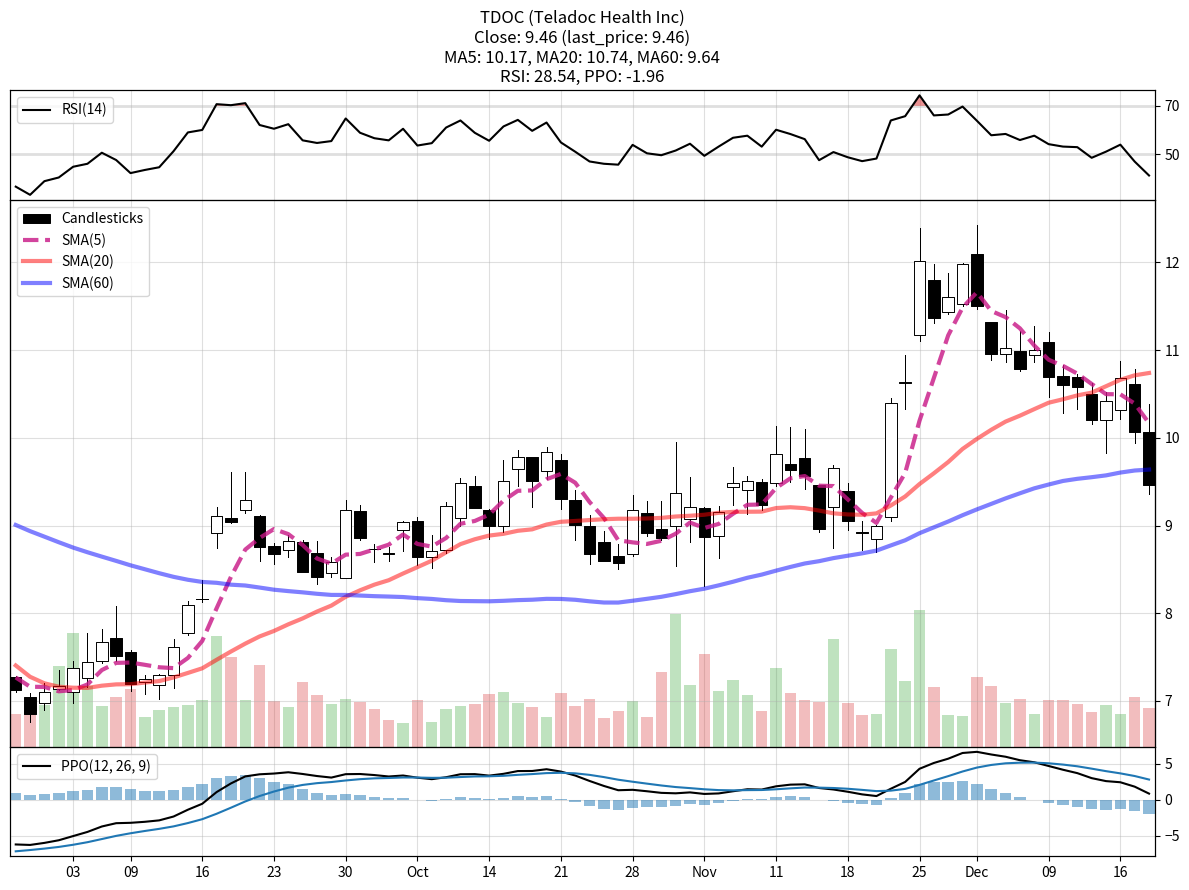 TDOC (Teladoc Health Inc)
Close: 9.46 (last_price: 9.46)
MA5: 10.17, MA20: 10.74, MA60: 9.64
RSI: 28.54, PPO: -1.96
RSI(14)
70
50
Candlesticks
SMA(5)
SMA(20)
SMA(60)
12
11
10
9
8
7
PPO(12, 26, 9)
5
0
−5
03 09 16 23 30 Oct 14 21 28 Nov 11 18 25 Dec 09 16